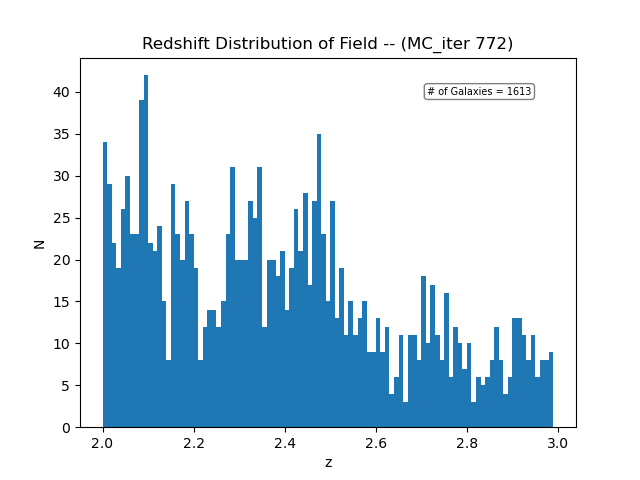 Redshift Distribution of Field -- (MC_iter 772)
# of Galaxies = 1613
40
35
30
25
20
15
10
5
0
N
2.0 2.2 2.4 2.6 2.8 3.0
z